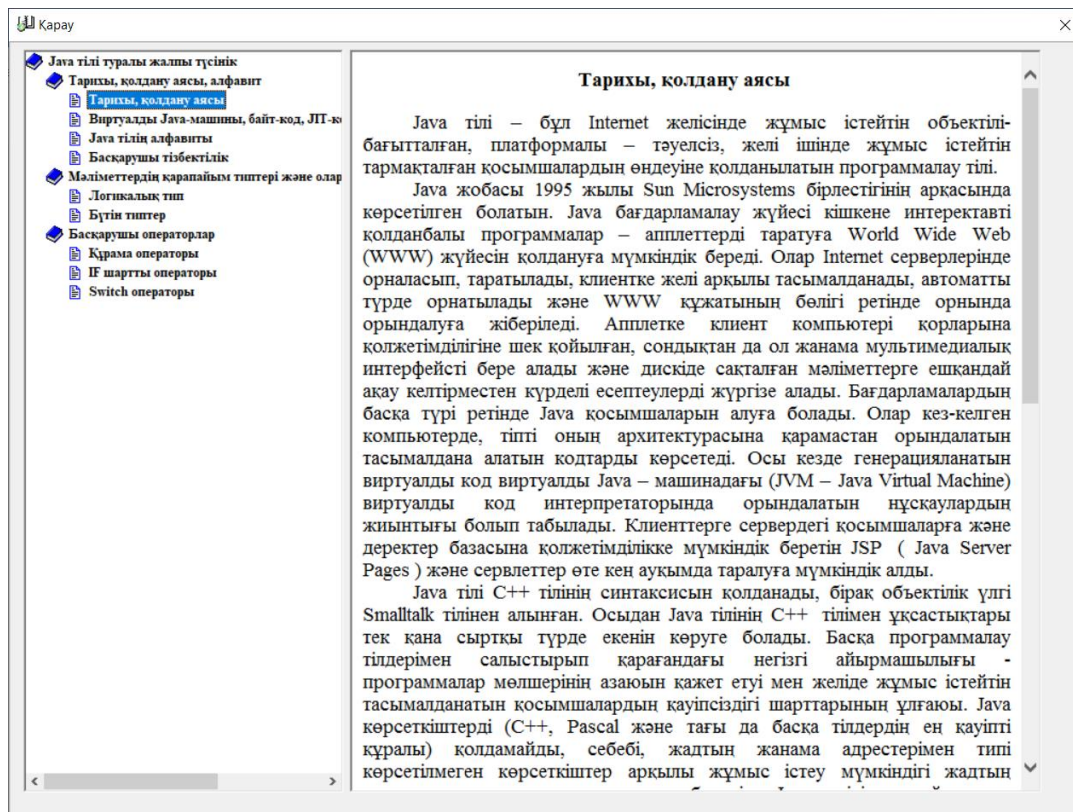 Қарау
Java тілі туралы жалпы түсінік
Тарихы, қолдану аясы, алфавит
Тарихы, қолдану аясы
Виртуалды Java-машины, байт-код, JIT-к
Java тілің алфавиты
Басқарушы тізбектілік
Мәліметтердің қарапайым типтері және олар
Логикалық тип
Бүтін типтер
Басқарушы операторлар
Құрама операторы
IF шартты операторы
Switch операторы
Тарихы, қолдану аясы
Java тілі – бұл Internet желісінде жұмыс істейтін объектілі-
бағытталған, платформалы – тәуелсіз, желі ішінде жұмыс істейтін
тармақталған қосымшалардың өндеуіне қолданылатын программалау тілі.
Java жобасы 1995 жылы Sun Microsystems бірлестігінің арқасында
көрсетілген болатын. Java бағдарламалау жүйесі кішкене интеректавті
қолданбалы программалар – апплеттерді таратуға World Wide Web
(WWW) жүйесін қолдануға мүмкіндік береді. Олар Internet серверлерінде
орналасып, таратылады, клиентке желі арқылы тасымалданады, автоматты
түрде орнатылады және WWW құжатының бөлігі ретінде орнында
орындалуға жіберіледі. Апплетке клиент компьютері қорларына
қолжетімділігіне шек қойылған, сондықтан да ол жанама мультимедиалық
интерфейсті бере алады және дискіде сақталған мәліметтерге ешқандай
ақау келтірместен күрделі есептеулерді жүргізе алады. Бағдарламалардың
басқа түрі ретінде Java қосымшаларын алуға болады. Олар кез-келген
компьютерде, тіпті оның архитектурасына қарамастан орындалатын
тасымалдана алатын кодтарды көрсетеді. Осы кезде генерацияланатын
виртуалды код виртуалды Java – машинадағы (JVM – Java Virtual Machine)
виртуалды код интерпретаторында орындалатын нұсқаулардың
жиынтығы болып табылады. Клиенттерге сервердегі қосымшаларға және
деректер базасына қолжетімділікке мүмкіндік беретін JSP ( Java Server
Pages ) және сервлеттер өте кең ауқымда таралуға мүмкіндік алды.
Java тілі C++ тілінің синтаксисын қолданады, бірақ объектілік үлгі
Smalltalk тілінен алынған. Осыдан Java тілінің C++ тілімен ұқсастықтары
тек қана сыртқы түрде екенін көруге болады. Басқа программалау
тілдерімен салыстырып қарағандағы негізгі айырмашылығы -
программалар мөлшерінің азаюын қажет етуі мен желіде жұмыс істейтін
тасымалданатын қосымшалардың қауіпсіздігі шарттарының ұлғаюы. Java
көрсеткіштерді (C++, Pascal және тағы да басқа тілдердің ең қауіпті
құралы) қолдамайды, себебі, жадтың жанама адрестерімен типі
көрсетілмеген көрсеткіштер арқылы жұмыс істеу мүмкіндігі жадтың